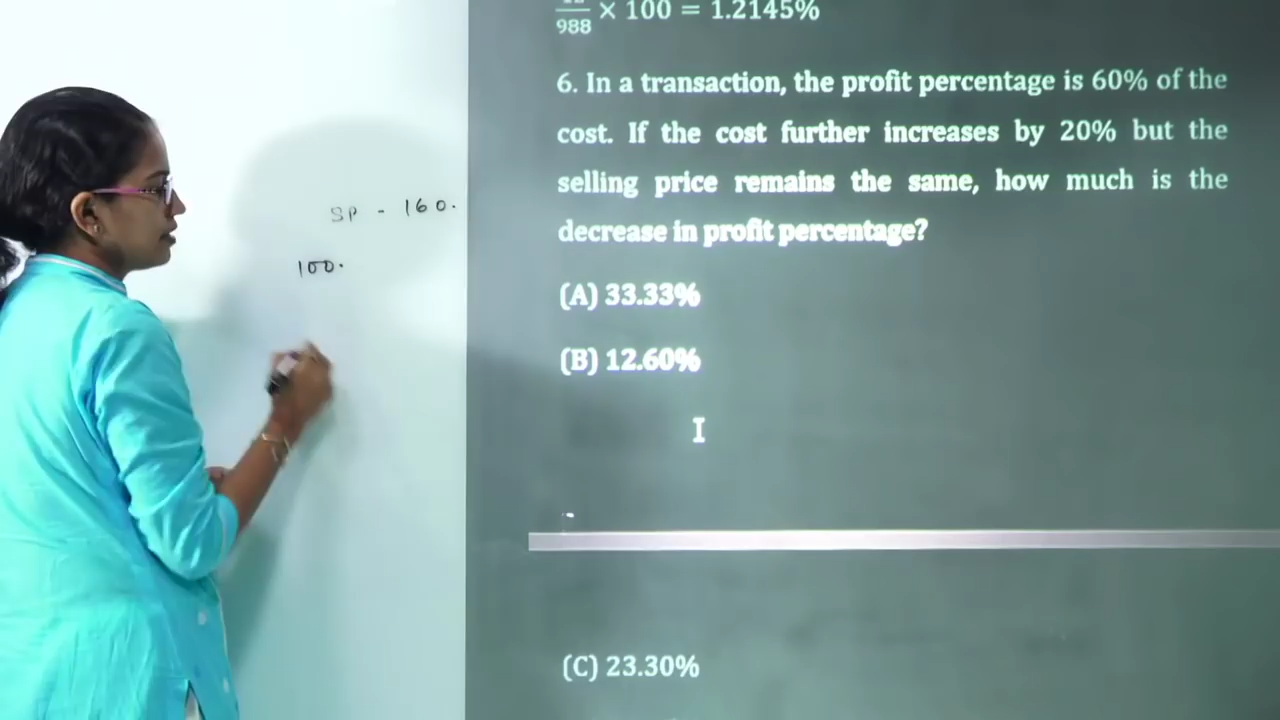 988 × 100 = 1.2145%
6. In a transaction, the profit percentage is 60% of the
cost. If the cost further increases by 20% but the
selling price remains the same, how much is the
decrease in profit percentage?
SP - 160.
100.
(A) 33.33%
(B) 12.60%
(C) 23.30%